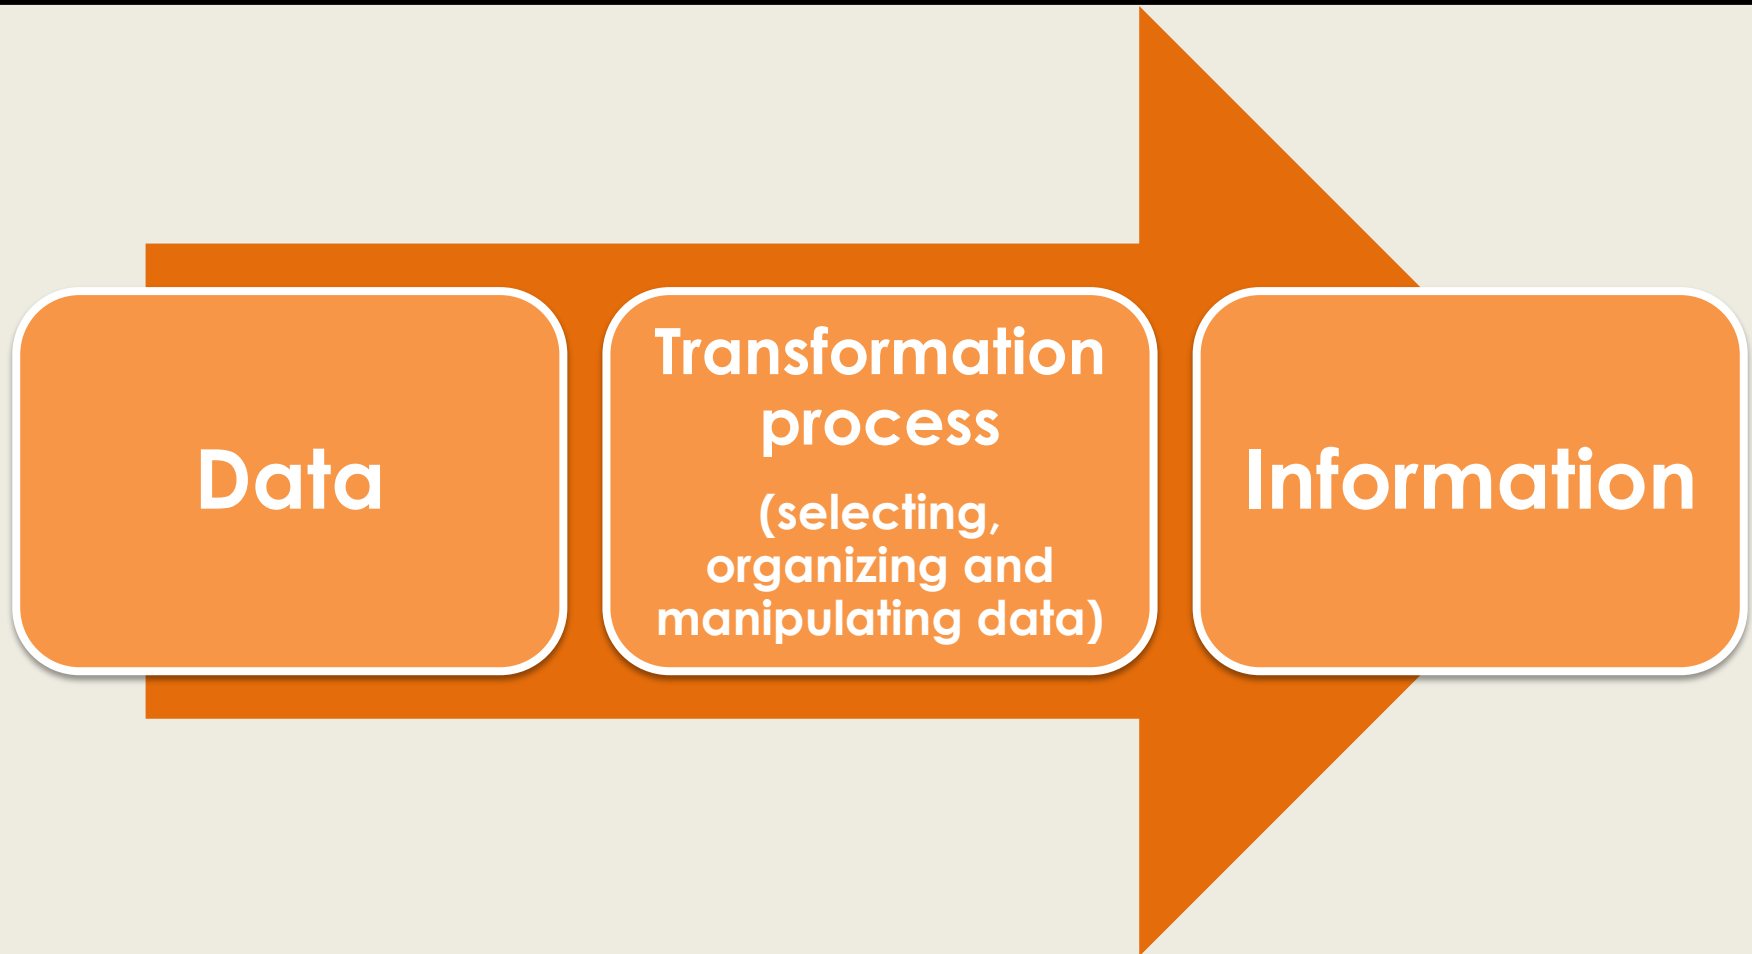 Data
Transformation
process
(selecting,
organizing and
manipulating data)
Information